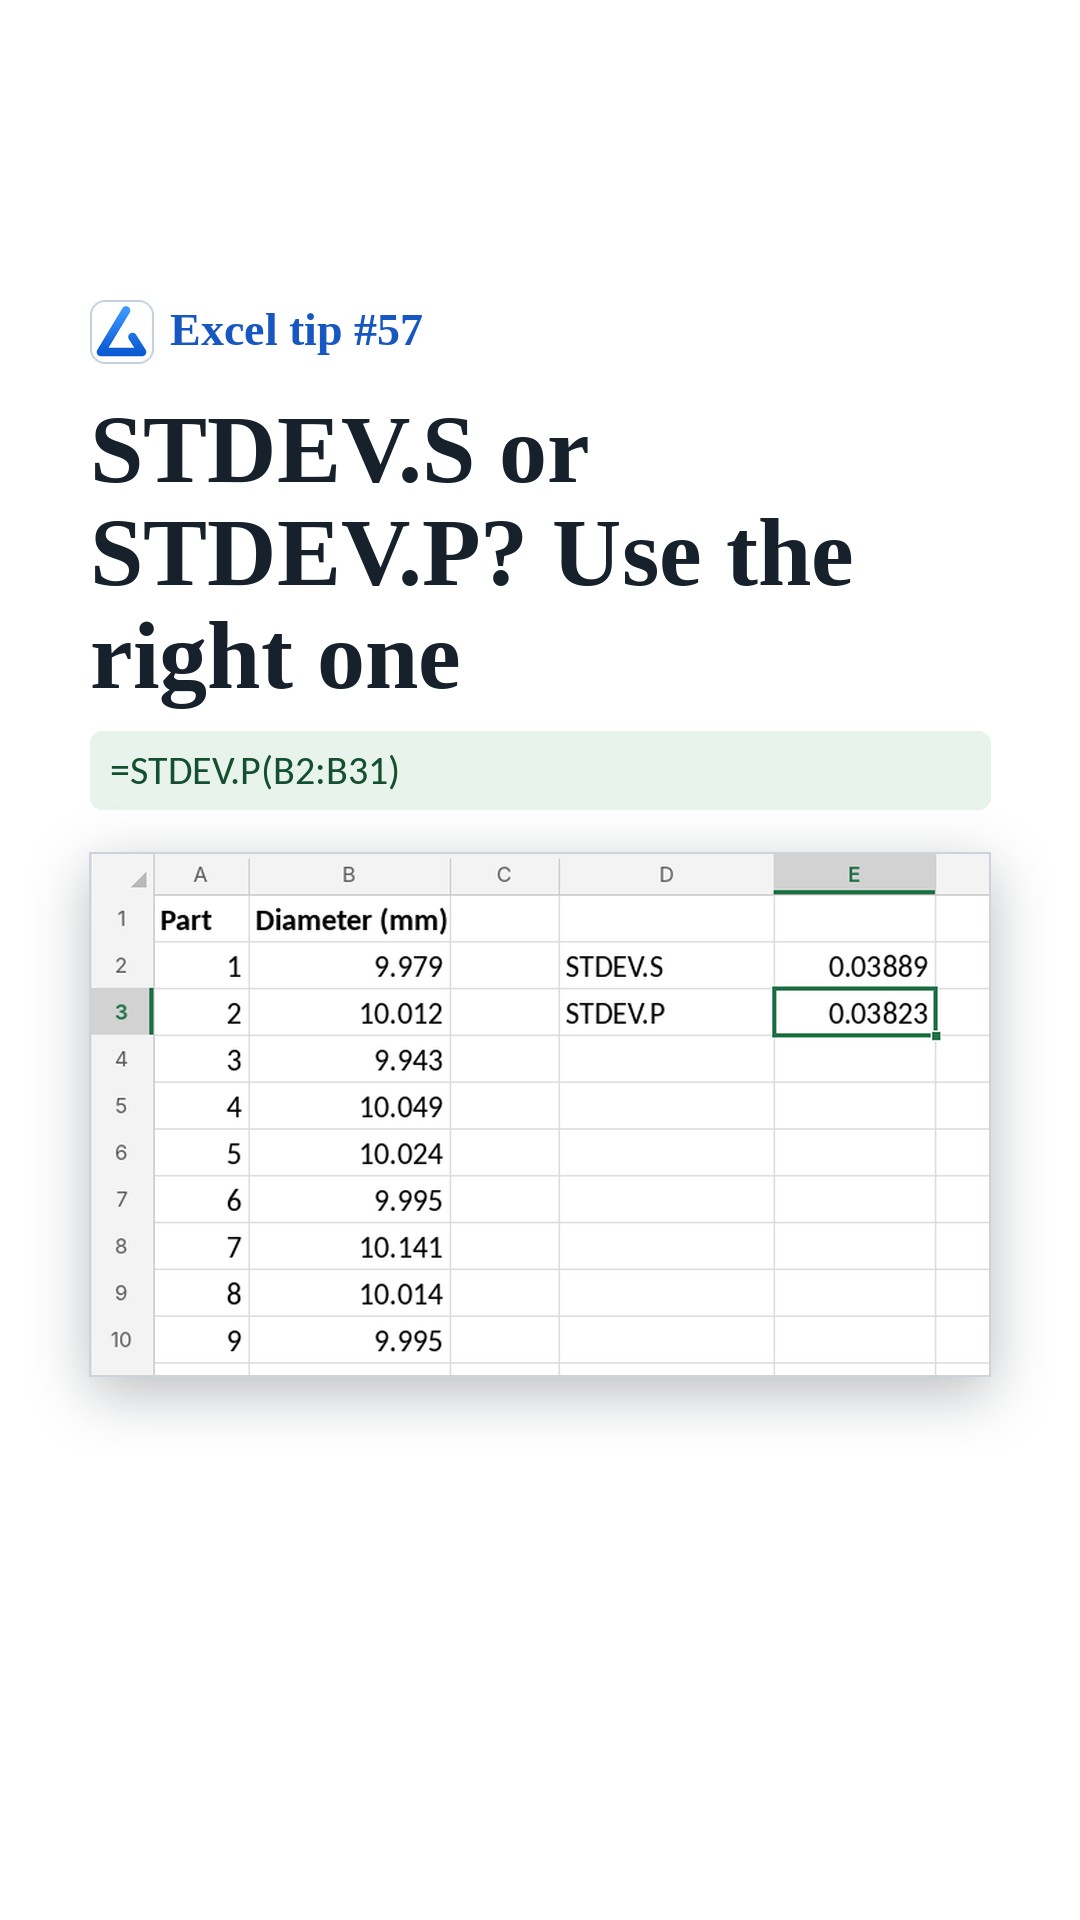 Excel tip #57
STDEV.S or
STDEV.P? Use the
right one
=STDEV.P(B2:B31)
A B C D E
1 Part Diameter (mm)
2 1 9.979 STDEV.S 0.03889
3 2 10.012 STDEV.P 0.03823
4 3 9.943
5 4 10.049
6 5 10.024
7 6 9.995
8 7 10.141
9 8 10.014
10 9 9.995